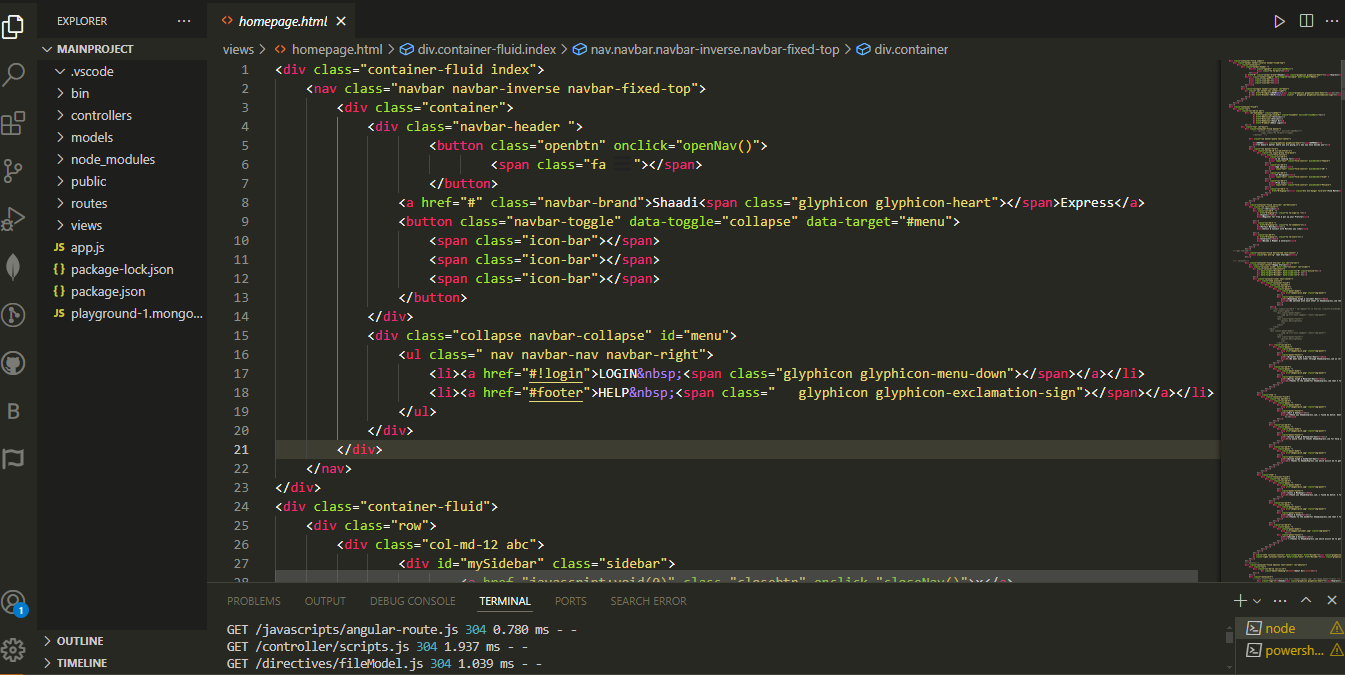 EXPLORER
MAINPROJECT
.vscode
bin
controllers
models
node_modules
public
routes
views
JS app.js
{} package-lock.json
{} package.json
JS playground-1.mongo...
OUTLINE
TIMELINE
B
1
<> homepage.html
views > <> homepage.html > div.container-fluid.index > nav.navbar.navbar-inverse.navbar-fixed-top > div.container
1 <div class="container-fluid index">
2 <nav class="navbar navbar-inverse navbar-fixed-top">
3 <div class="container">
4 <div class="navbar-header ">
5 <button class="openbtn" onclick="openNav()">
6 <span class="fa "></span>
7 </button>
8 <a href="#" class="navbar-brand">Shaadi<span class="glyphicon glyphicon-heart"></span>Express</a>
9 <button class="navbar-toggle" data-toggle="collapse" data-target="#menu">
10 <span class="icon-bar"></span>
11 <span class="icon-bar"></span>
12 <span class="icon-bar"></span>
13 </button>
14 </div>
15 <div class="collapse navbar-collapse" id="menu">
16 <ul class=" nav navbar-nav navbar-right">
17 <li><a href="#!login">LOGIN&nbsp;<span class="glyphicon glyphicon-menu-down"></span></a></li>
18 <li><a href="#footer">HELP&nbsp;<span class="   glyphicon glyphicon-exclamation-sign"></span></a></li>
19 </ul>
20 </div>
21 </div>
22 </nav>
23 </div>
24 <div class="container-fluid">
25 <div class="row">
26 <div class="col-md-12 abc">
27 <div id="mySidebar" class="sidebar">
28 <a href="javascript:void(0)" class="closebtn" onclick="closeNav()">×</a>
PROBLEMS OUTPUT DEBUG CONSOLE TERMINAL PORTS SEARCH ERROR
GET /javascripts/angular-route.js 304 0.780 ms - -
GET /controller/scripts.js 304 1.937 ms - -
GET /directives/fileModel.js 304 1.039 ms - -
node
powersh...